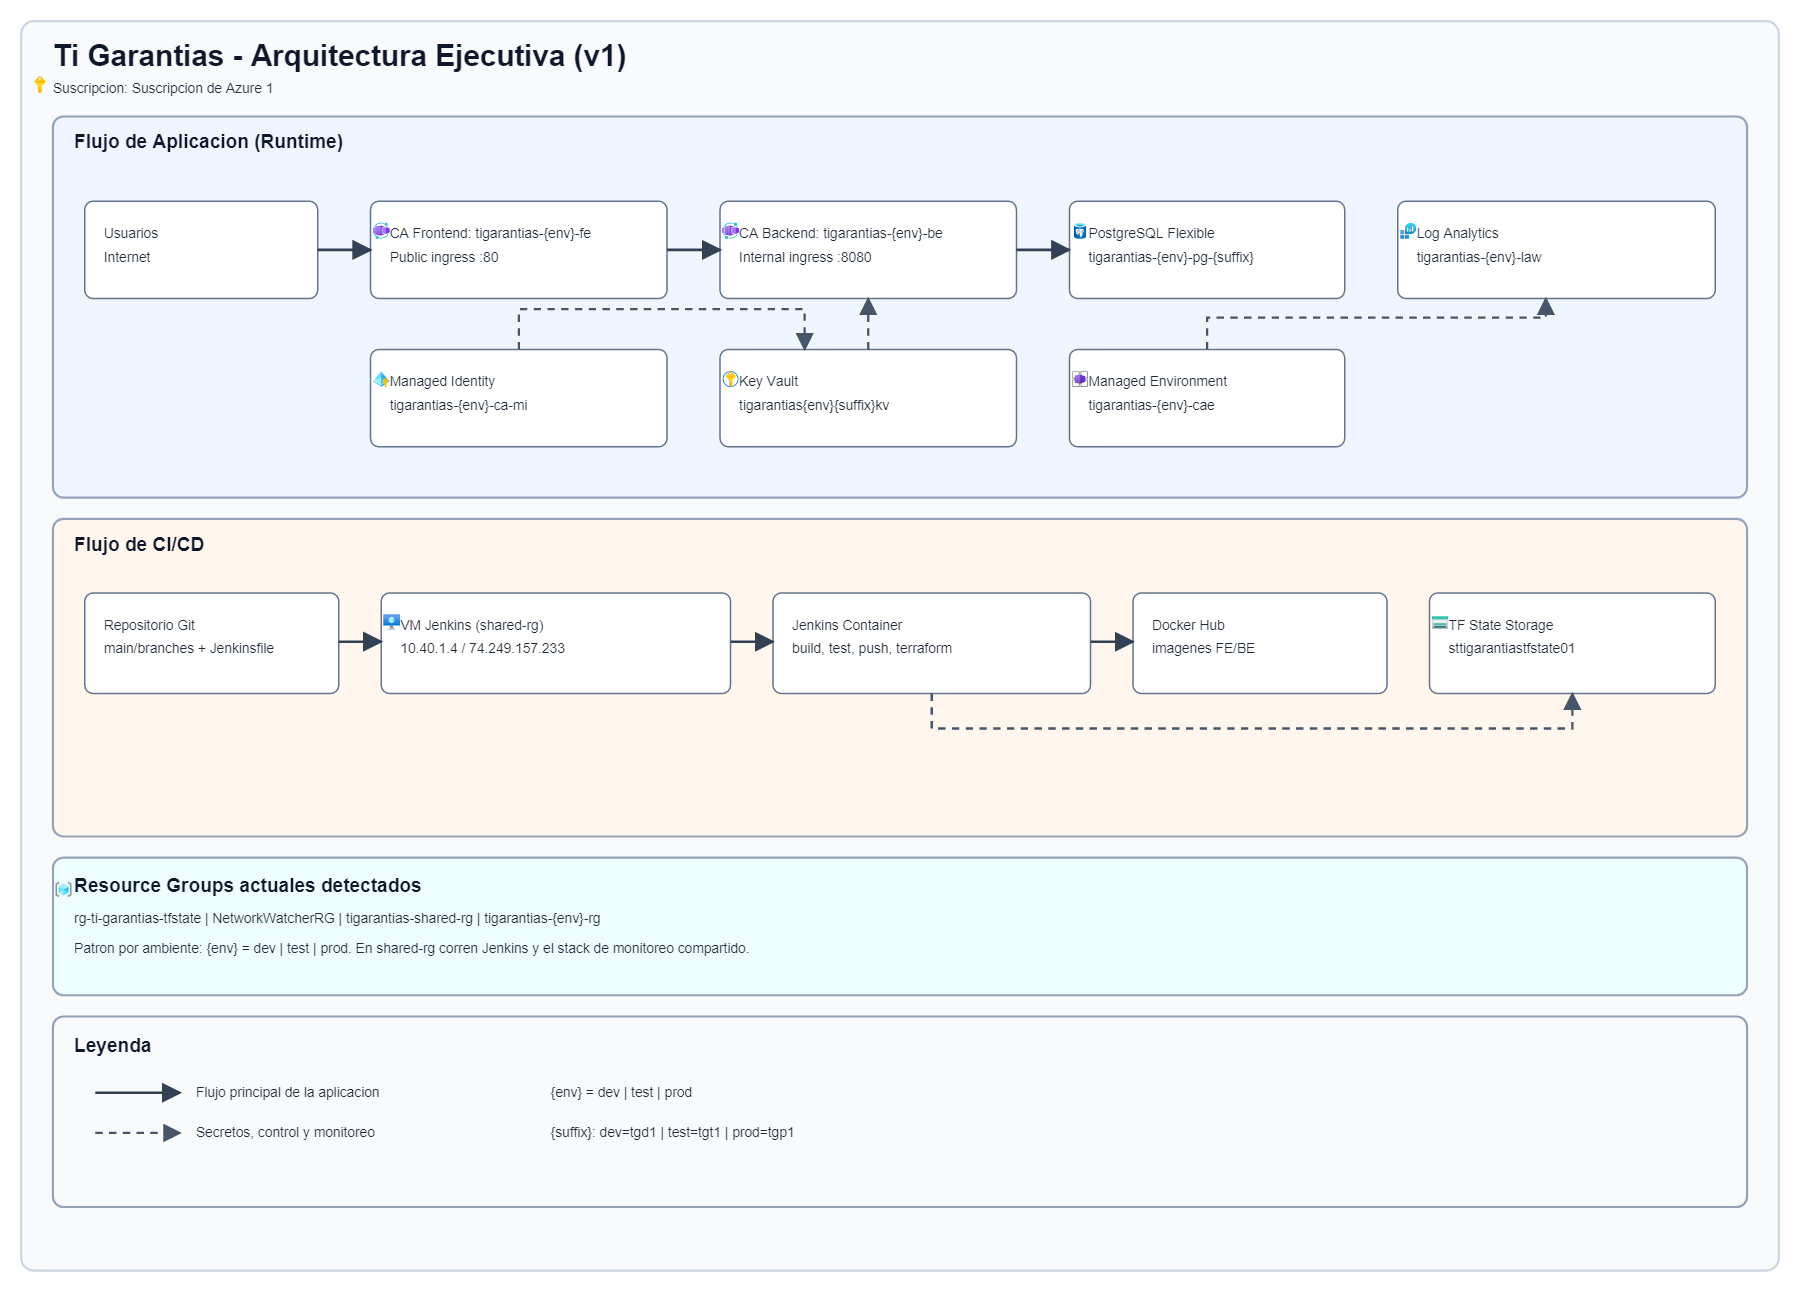 Ti Garantias - Arquitectura Ejecutiva (v1)
Suscripcion: Suscripcion de Azure 1
Flujo de Aplicacion (Runtime)
Usuarios
Internet
CA Frontend: tigarantias-{env}-fe
Public ingress :80
CA Backend: tigarantias-{env}-be
Internal ingress :8080
PostgreSQL Flexible
tigarantias-{env}-pg-{suffix}
Log Analytics
tigarantias-{env}-law
Managed Identity
tigarantias-{env}-ca-mi
Key Vault
tigarantias{env}{suffix}kv
Managed Environment
tigarantias-{env}-cae
Flujo de CI/CD
Repositorio Git
main/branches + Jenkinsfile
VM Jenkins (shared-rg)
10.40.1.4 / 74.249.157.233
Jenkins Container
build, test, push, terraform
Docker Hub
imagenes FE/BE
TF State Storage
sttigarantiastfstate01
Resource Groups actuales detectados
rg-ti-garantias-tfstate | NetworkWatcherRG | tigarantias-shared-rg | tigarantias-{env}-rg
Patron por ambiente: {env} = dev | test | prod. En shared-rg corren Jenkins y el stack de monitoreo compartido.
Leyenda
Flujo principal de la aplicacion
{env} = dev | test | prod
Secretos, control y monitoreo
{suffix}: dev=tgd1 | test=tgt1 | prod=tgp1